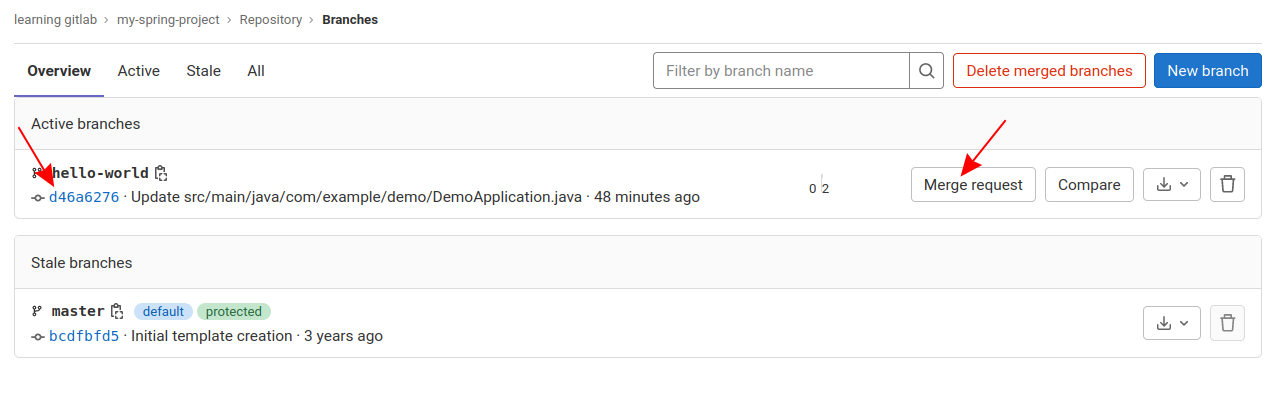 learning gitlab › my-spring-project › Repository › Branches
Overview Active Stale All Filter by branch name Delete merged branches New branch
Active branches
hello-world
d46a6276 · Update src/main/java/com/example/demo/DemoApplication.java · 48 minutes ago
0 2
Merge request Compare
Stale branches
master default protected
bcdfbfd5 · Initial template creation · 3 years ago